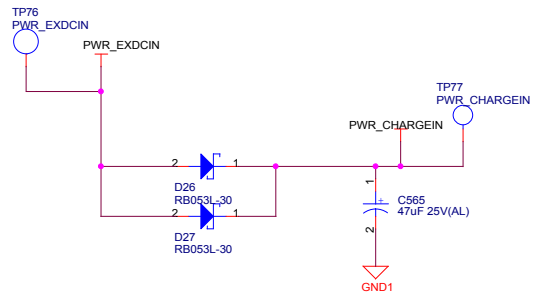 TP76
PWR_EXDCIN
PWR_EXDCIN
TP77
PWR_CHARGEIN
PWR_CHARGEIN
2
1
D26
RB053L-30
2
1
D27
RB053L-30
1
+
C565
47uF 25V(AL)
2
GND1